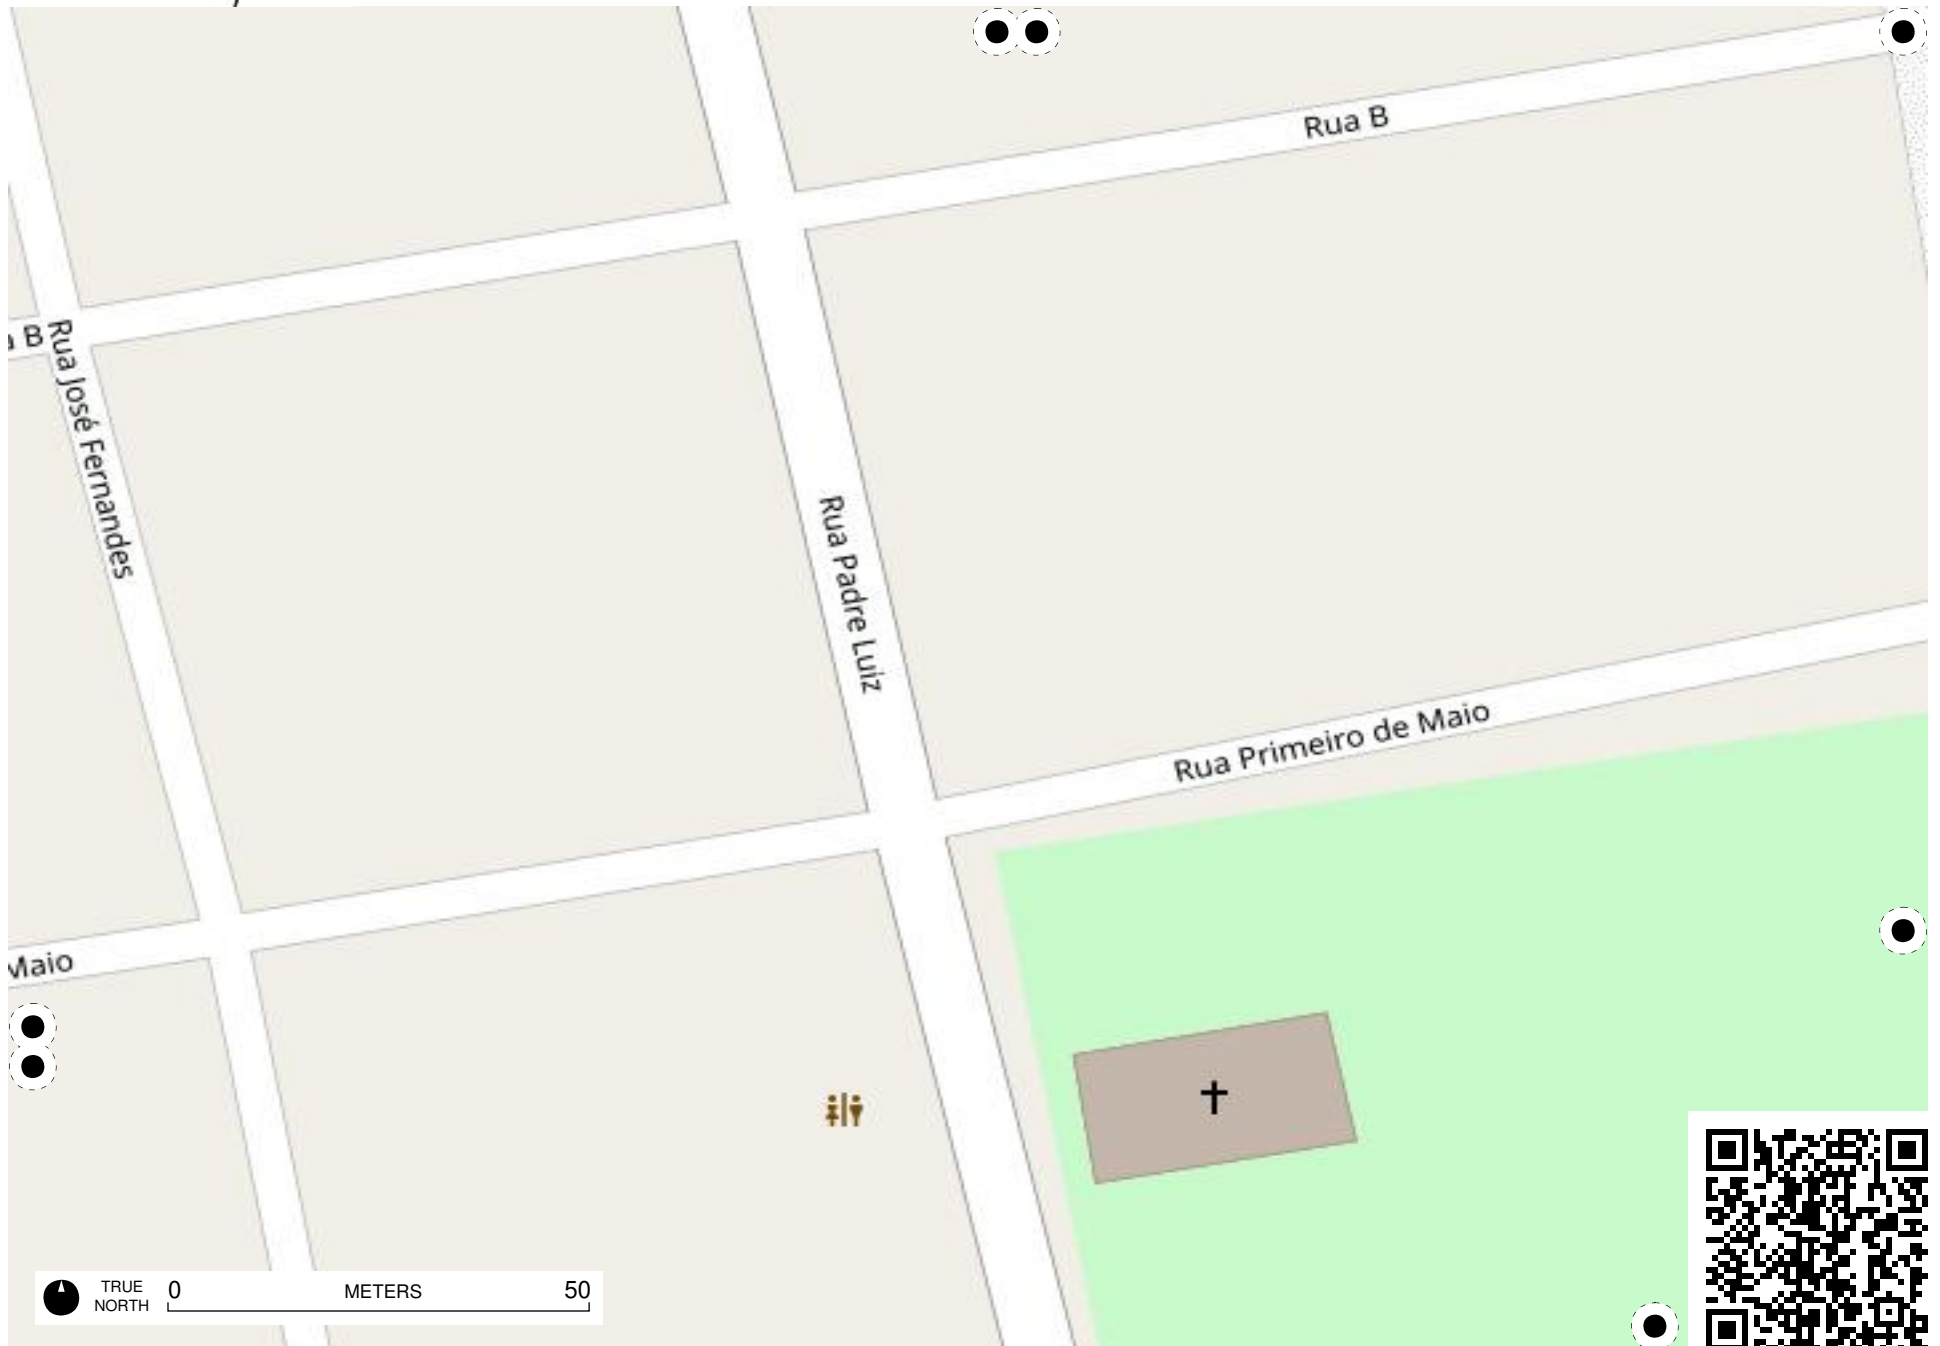 Rua B
B
Rua José Fernandes
Rua Padre Luiz
Rua Primeiro de Maio
Maio
TRUE
NORTH
0 METERS 50